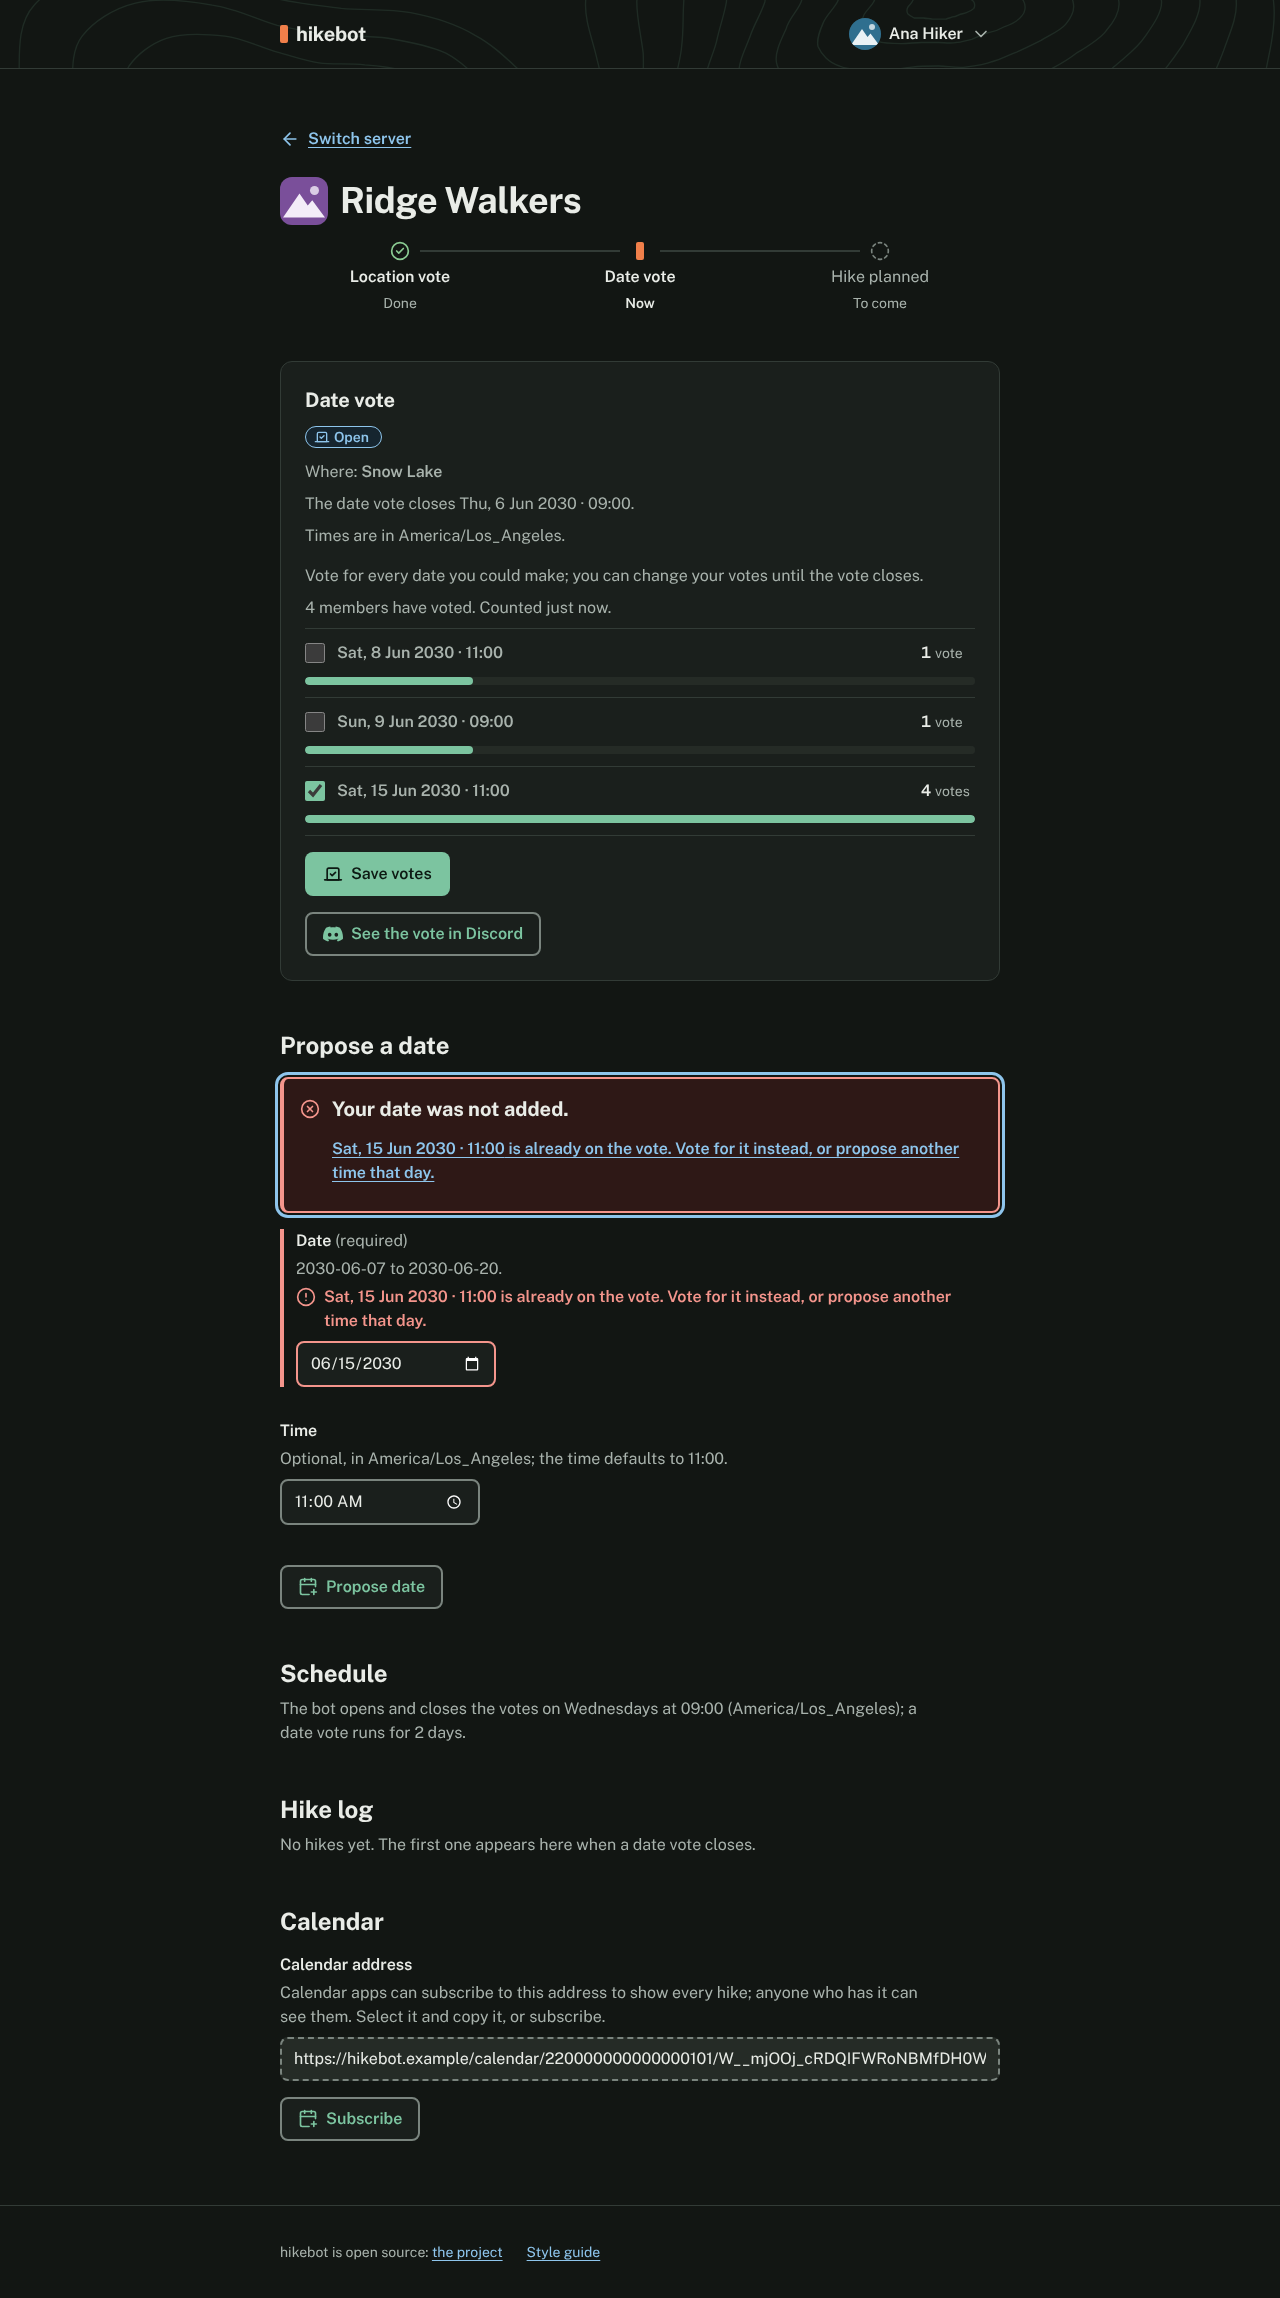 hikebot
Ana Hiker
Switch server
Ridge Walkers
Location vote
Done
Date vote
Now
Hike planned
To come
Date vote
Open
Where: Snow Lake
The date vote closes Thu, 6 Jun 2030 · 09:00.
Times are in America/Los_Angeles.
Vote for every date you could make; you can change your votes until the vote closes.
4 members have voted. Counted just now.
Sat, 8 Jun 2030 · 11:00 1 vote
Sun, 9 Jun 2030 · 09:00 1 vote
Sat, 15 Jun 2030 · 11:00 4 votes
Save votes
See the vote in Discord
Propose a date
Your date was not added.
Sat, 15 Jun 2030 · 11:00 is already on the vote. Vote for it instead, or propose another
time that day.
Date (required)
2030-06-07 to 2030-06-20.
Sat, 15 Jun 2030 · 11:00 is already on the vote. Vote for it instead, or propose another
time that day.
06/15/2030
Time
Optional, in America/Los_Angeles; the time defaults to 11:00.
11:00 AM
Propose date
Schedule
The bot opens and closes the votes on Wednesdays at 09:00 (America/Los_Angeles); a
date vote runs for 2 days.
Hike log
No hikes yet. The first one appears here when a date vote closes.
Calendar
Calendar address
Calendar apps can subscribe to this address to show every hike; anyone who has it can
see them. Select it and copy it, or subscribe.
https://hikebot.example/calendar/220000000000000101/W__mjOOj_cRDQIFWRoNBMfDH0W
Subscribe
hikebot is open source: the project Style guide